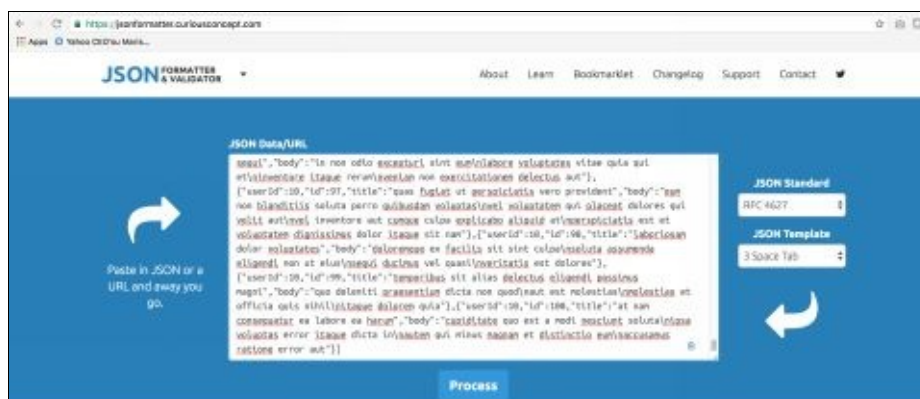 https://jsonformatter.curiousconcept.com
Apps Yahoo CEO'su Maris...
JSON FORMATTER & VALIDATOR
About Learn Bookmarklet Changelog Support Contact
JSON Data/URL
sequi","body":"in non odio excepturi sint eum\nlabore voluptates vitae quia qui
et\ninventore itaque rerum\nveniam non exercitationem delectus aut"},
{"userId":10,"id":97,"title":"quas fugiat ut perspiciatis vero provident","body":"eum
non blanditiis soluta porro quibusdam voluptas\nvel voluptatem qui placeat dolores qui
velit aut\nvel inventore aut cumque culpa explicabo aliquid at\nperspiciatis est et
voluptatem dignissimos dolor itaque sit nam"},{"userId":10,"id":98,"title":"laboriosam
dolor voluptates","body":"doloremque ex facilis sit sint culpa\nsoluta assumenda
eligendi non ut eius\nsequi ducimus vel quasi\nveritatis est dolores"},
{"userId":10,"id":99,"title":"temporibus sit alias delectus eligendi possimus
magni","body":"quo deleniti praesentium dicta non quod\naut est molestias\nmolestias et
officia quis nihil\nitaque dolorem quia"},{"userId":10,"id":100,"title":"at nam
consequatur ea labore ea harum","body":"cupiditate quo est a modi nesciunt soluta\nipsa
voluptas error itaque dicta in\nautem qui minus magnam et distinctio eum\naccusamus
ratione error aut"}]
Paste in JSON or a
URL and away you
go.
JSON Standard
RFC 4627
JSON Template
3 Space Tab
Process